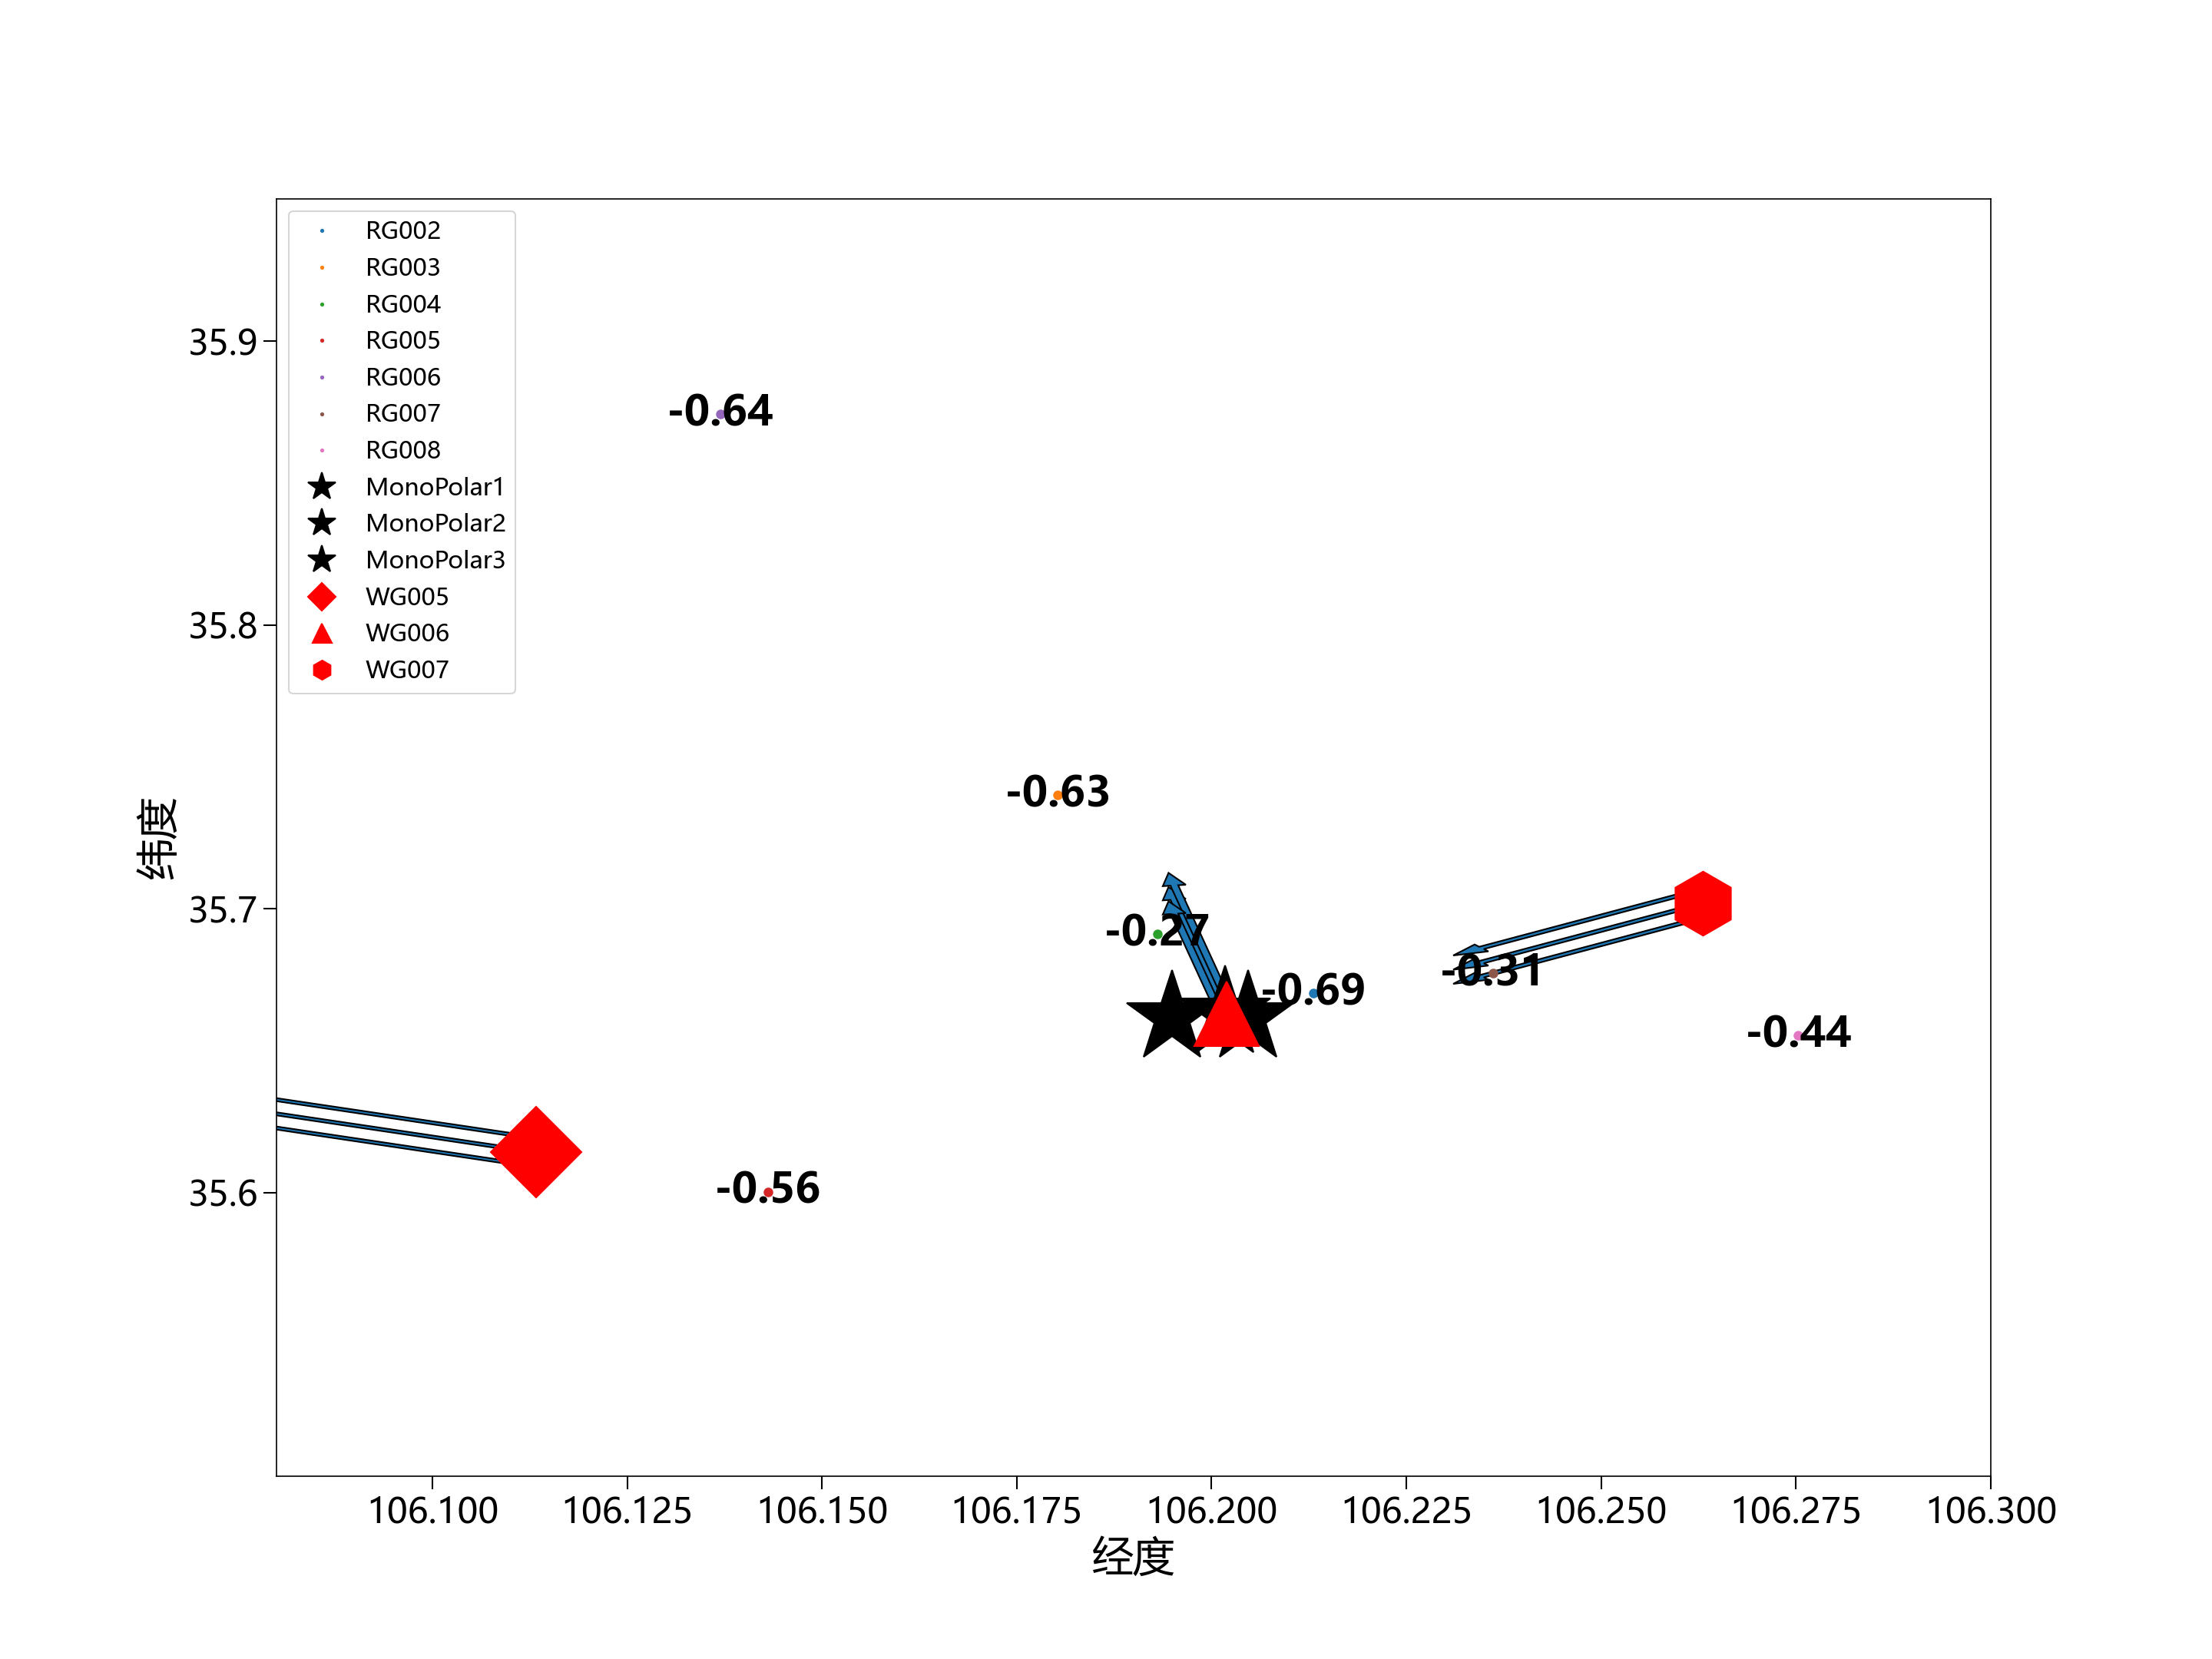 RG002
RG003
RG004
RG005
RG006
RG007
RG008
MonoPolar1
MonoPolar2
MonoPolar3
WG005
WG006
WG007
35.9
35.8
35.7
35.6
纬度
-0.64
-0.63
-0.27
-0.69
-0.31
-0.44
-0.56
106.100
106.125
106.150
106.175
106.200
106.225
106.250
106.275
106.300
经度